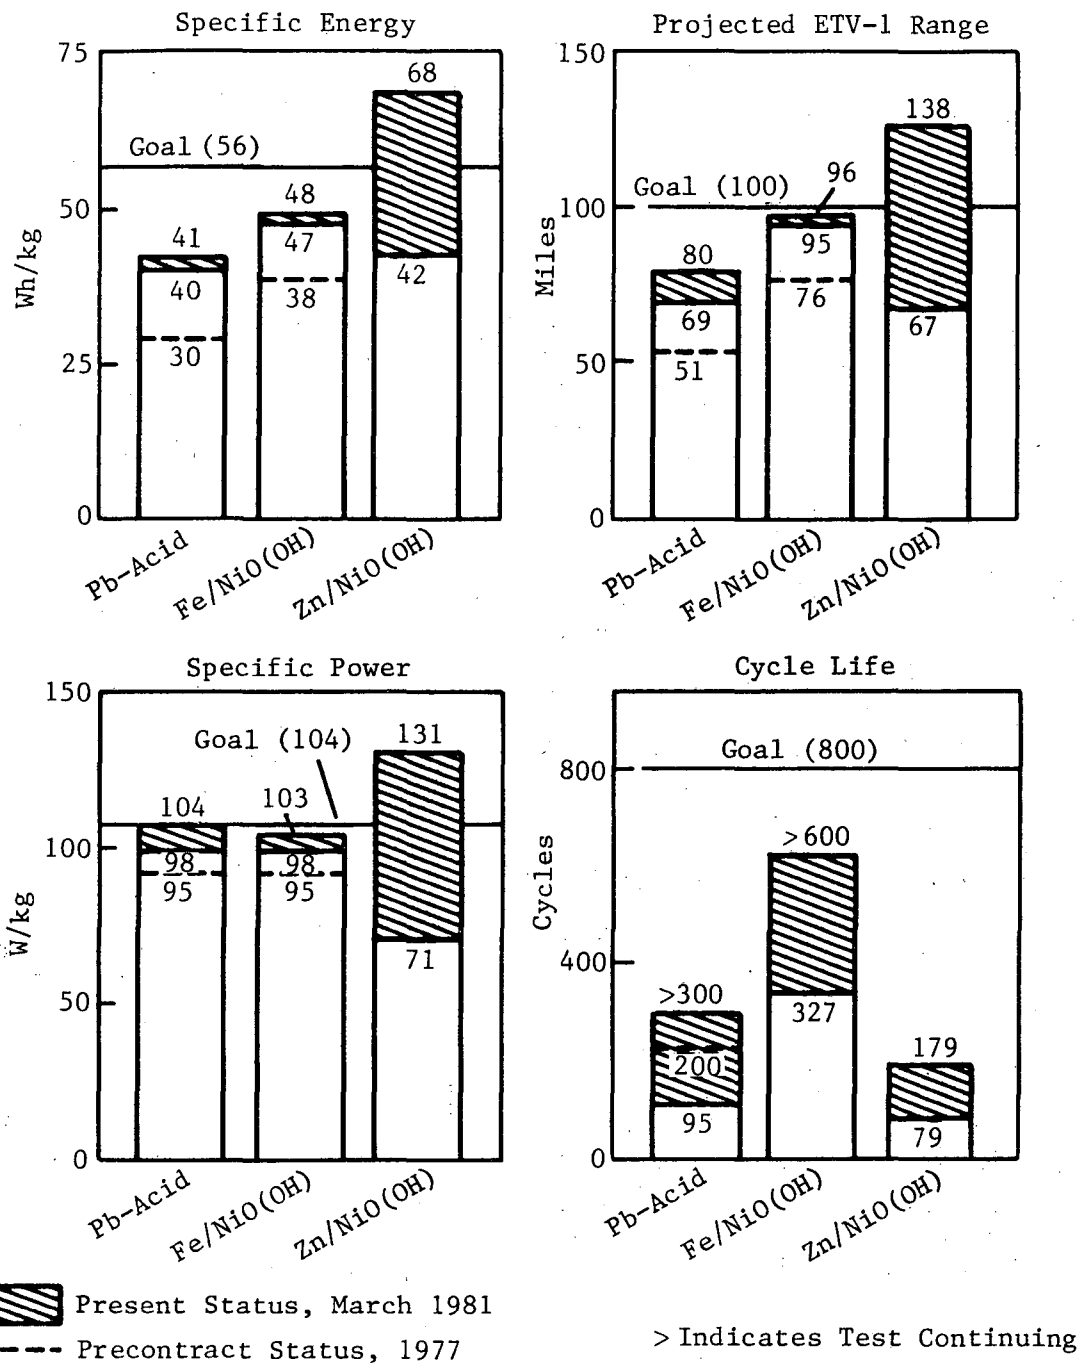 Specific Energy
75
68
Goal (56)
50
48
41
47
40
42
38
30
25
0
Wh/kg
Pb-Acid
Fe/NiO(OH)
Zn/NiO(OH)
Projected ETV-1 Range
150
138
96
Goal (100)
100
80
95
69
76
67
51
50
0
Miles
Pb-Acid
Fe/NiO(OH)
Zn/NiO(OH)
Specific Power
150
131
Goal (104)
104
103
100
98
98
95
95
71
50
0
W/kg
Pb-Acid
Fe/NiO(OH)
Zn/NiO(OH)
Cycle Life
Goal (800)
800
>600
400
>300
327
200
179
95
79
0
Cycles
Pb-Acid
Fe/NiO(OH)
Zn/NiO(OH)
Present Status, March 1981
Precontract Status, 1977
> Indicates Test Continuing